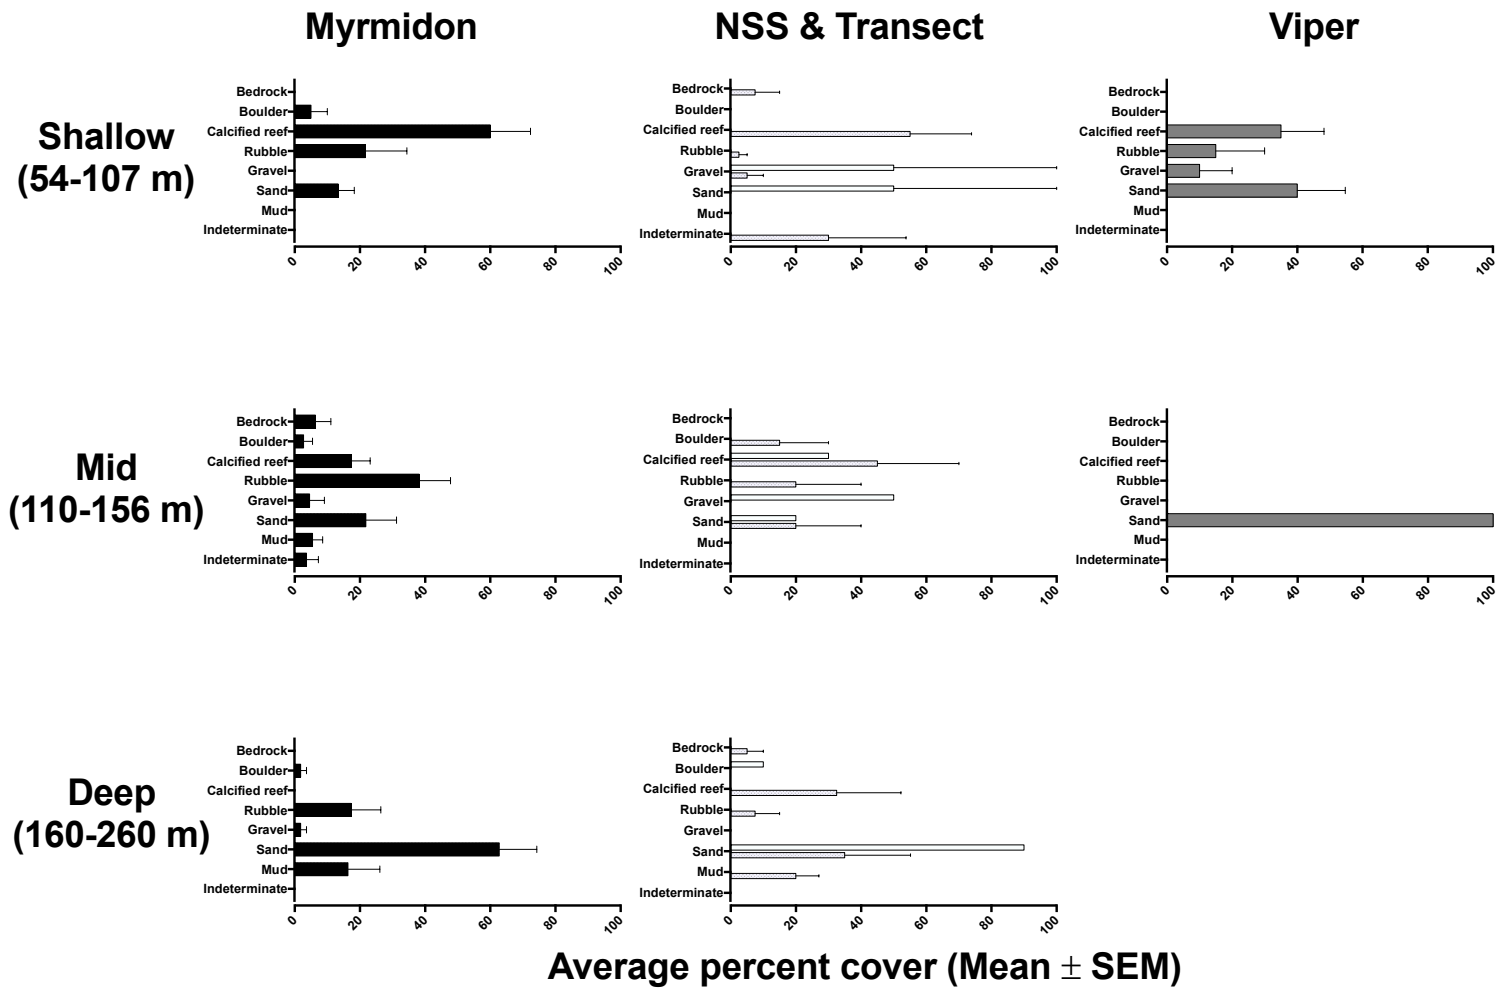 Myrmidon
NSS & Transect
Viper
Shallow
(54-107 m)
Bedrock
Boulder
Calcified reef
Rubble
Gravel
Sand
Mud
Indeterminate
0 20 40 60 80 100
Bedrock
Boulder
Calcified reef
Rubble
Gravel
Sand
Mud
Indeterminate
0 20 40 60 80 100
Bedrock
Boulder
Calcified reef
Rubble
Gravel
Sand
Mud
Indeterminate
0 20 40 60 80 100
Mid
(110-156 m)
Bedrock
Boulder
Calcified reef
Rubble
Gravel
Sand
Mud
Indeterminate
0 20 40 60 80 100
Bedrock
Boulder
Calcified reef
Rubble
Gravel
Sand
Mud
Indeterminate
0 20 40 60 80 100
Bedrock
Boulder
Calcified reef
Rubble
Gravel
Sand
Mud
Indeterminate
0 20 40 60 80 100
Deep
(160-260 m)
Bedrock
Boulder
Calcified reef
Rubble
Gravel
Sand
Mud
Indeterminate
0 20 40 60 80 100
Bedrock
Boulder
Calcified reef
Rubble
Gravel
Sand
Mud
Indeterminate
0 20 40 60 80 100
Average percent cover (Mean ± SEM)